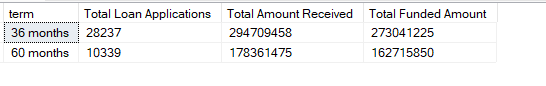 term Total Loan Applications Total Amount Received Total Funded Amount
36 months 28237 294709458 273041225
60 months 10339 178361475 162715850